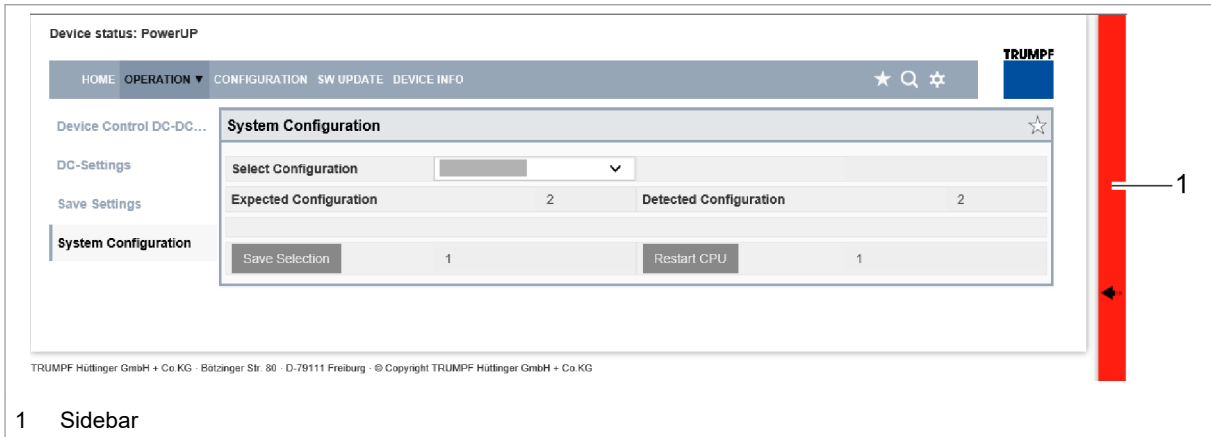 Device status: PowerUP
TRUMPF
HOME OPERATION ▼ CONFIGURATION SW UPDATE DEVICE INFO
Device Control DC-DC...
System Configuration
DC-Settings
Select Configuration
Save Settings
Expected Configuration 2 Detected Configuration 2
System Configuration
Save Selection 1 Restart CPU 1
1
TRUMPF Hüttinger GmbH + Co.KG · Bötzinger Str. 80 · D-79111 Freiburg · © Copyright TRUMPF Hüttinger GmbH + Co.KG
1 Sidebar